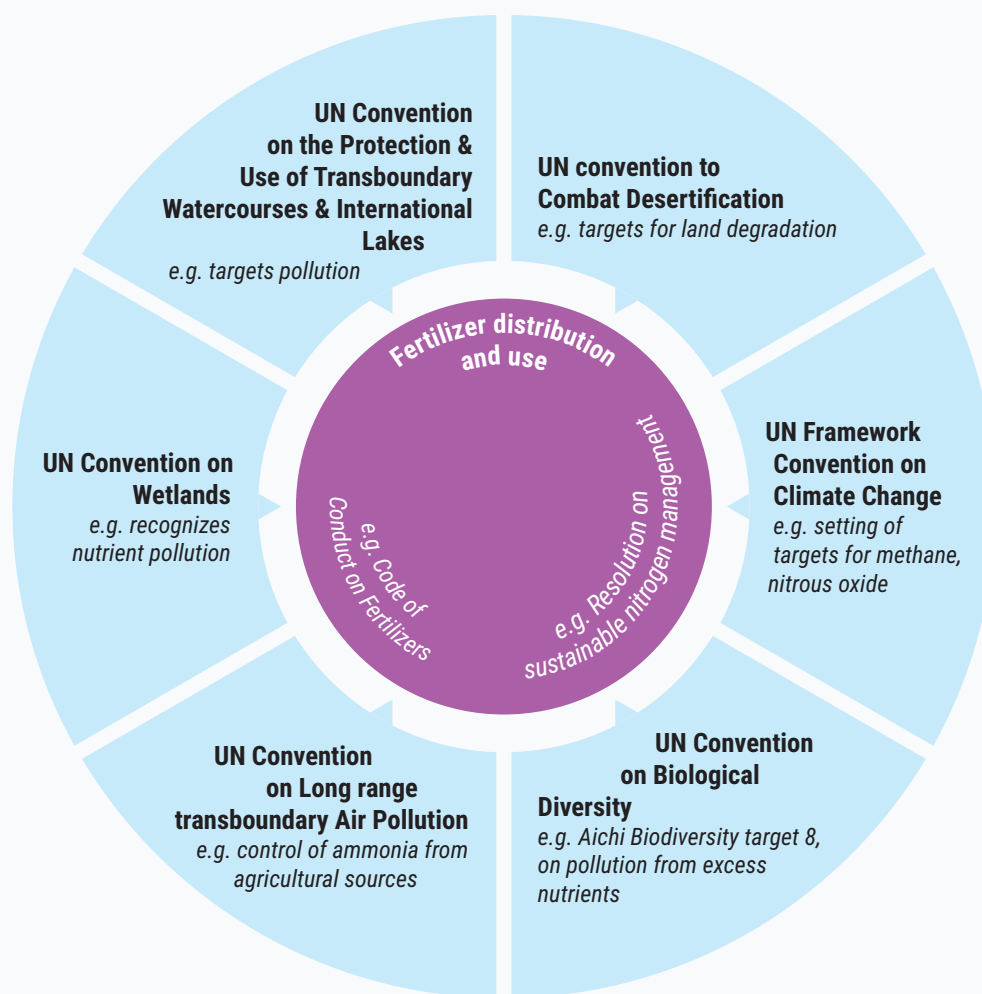 UN Convention
on the Protection &
Use of Transboundary
Watercourses & International
Lakes
e.g. targets pollution
UN convention to
Combat Desertification
e.g. targets for land degradation
Fertilizer distribution
and use
e.g. Code of
Conduct on Fertilizers
e.g. Resolution on
sustainable nitrogen management
UN Convention on
Wetlands
e.g. recognizes
nutrient pollution
UN Framework
Convention on
Climate Change
e.g. setting of
targets for methane,
nitrous oxide
UN Convention
on Long range
transboundary Air Pollution
e.g. control of ammonia from
agricultural sources
UN Convention
on Biological
Diversity
e.g. Aichi Biodiversity target 8,
on pollution from excess
nutrients